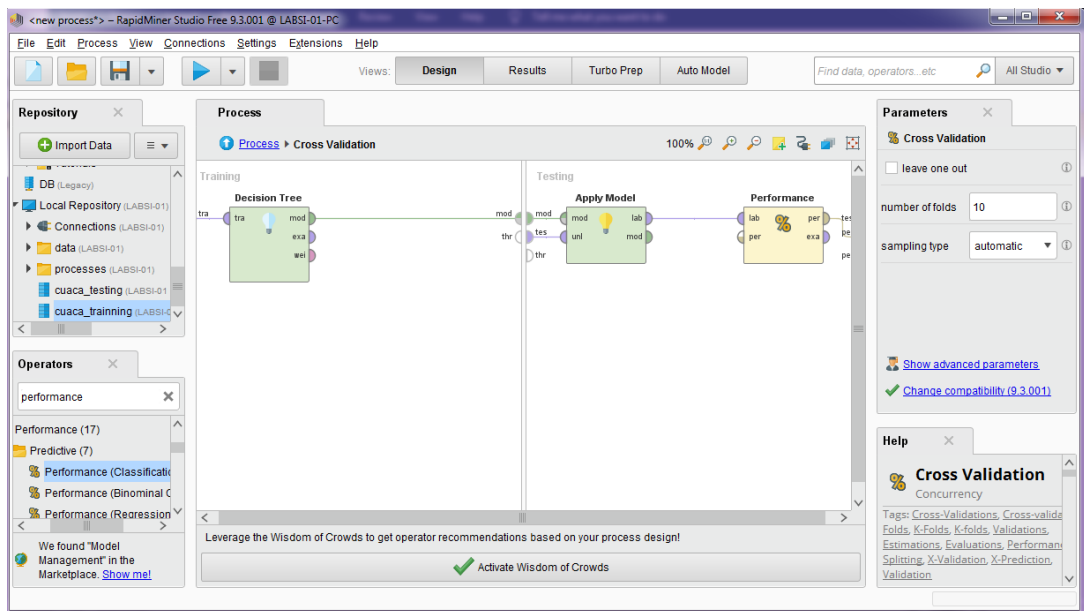 <new process*> – RapidMiner Studio Free 9.3.001 @ LABSI-01-PC
File Edit Process View Connections Settings Extensions Help
Views: Design Results Turbo Prep Auto Model
Find data, operators...etc
All Studio
Repository
Import Data
DB (Legacy)
Local Repository (LABSI-01)
Connections (LABSI-01)
data (LABSI-01)
processes (LABSI-01)
cuaca_testing (LABSI-01
cuaca_trainning (LABSI-0
Operators
performance
Performance (17)
Predictive (7)
Performance (Classificatio
Performance (Binominal C
Performance (Regression
We found "Model
Management" in the
Marketplace. Show me!
Process
Process Cross Validation
100%
Training
Decision Tree
tra tra mod mod
exa thr
wei
Testing
Apply Model
mod mod lab
tes unl mod
thr
Performance
lab per tes
per exa pe
pe
Leverage the Wisdom of Crowds to get operator recommendations based on your process design!
Activate Wisdom of Crowds
Parameters
Cross Validation
leave one out
number of folds 10
sampling type automatic
Show advanced parameters
Change compatibility (9.3.001)
Help
Cross Validation
Concurrency
Tags: Cross-Validations, Cross-valida
Folds, K-Folds, K-folds, Validations,
Estimations, Evaluations, Performan
Splitting, X-Validation, X-Prediction,
Validation